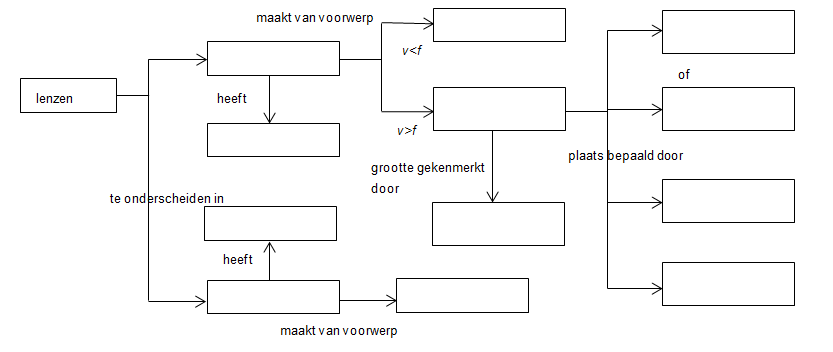 maakt van voorwerp
v<f
of
lenzen
heeft
v>f
plaats bepaald door
grootte gekenmerkt
door
te onderscheiden in
heeft
maakt van voorwerp